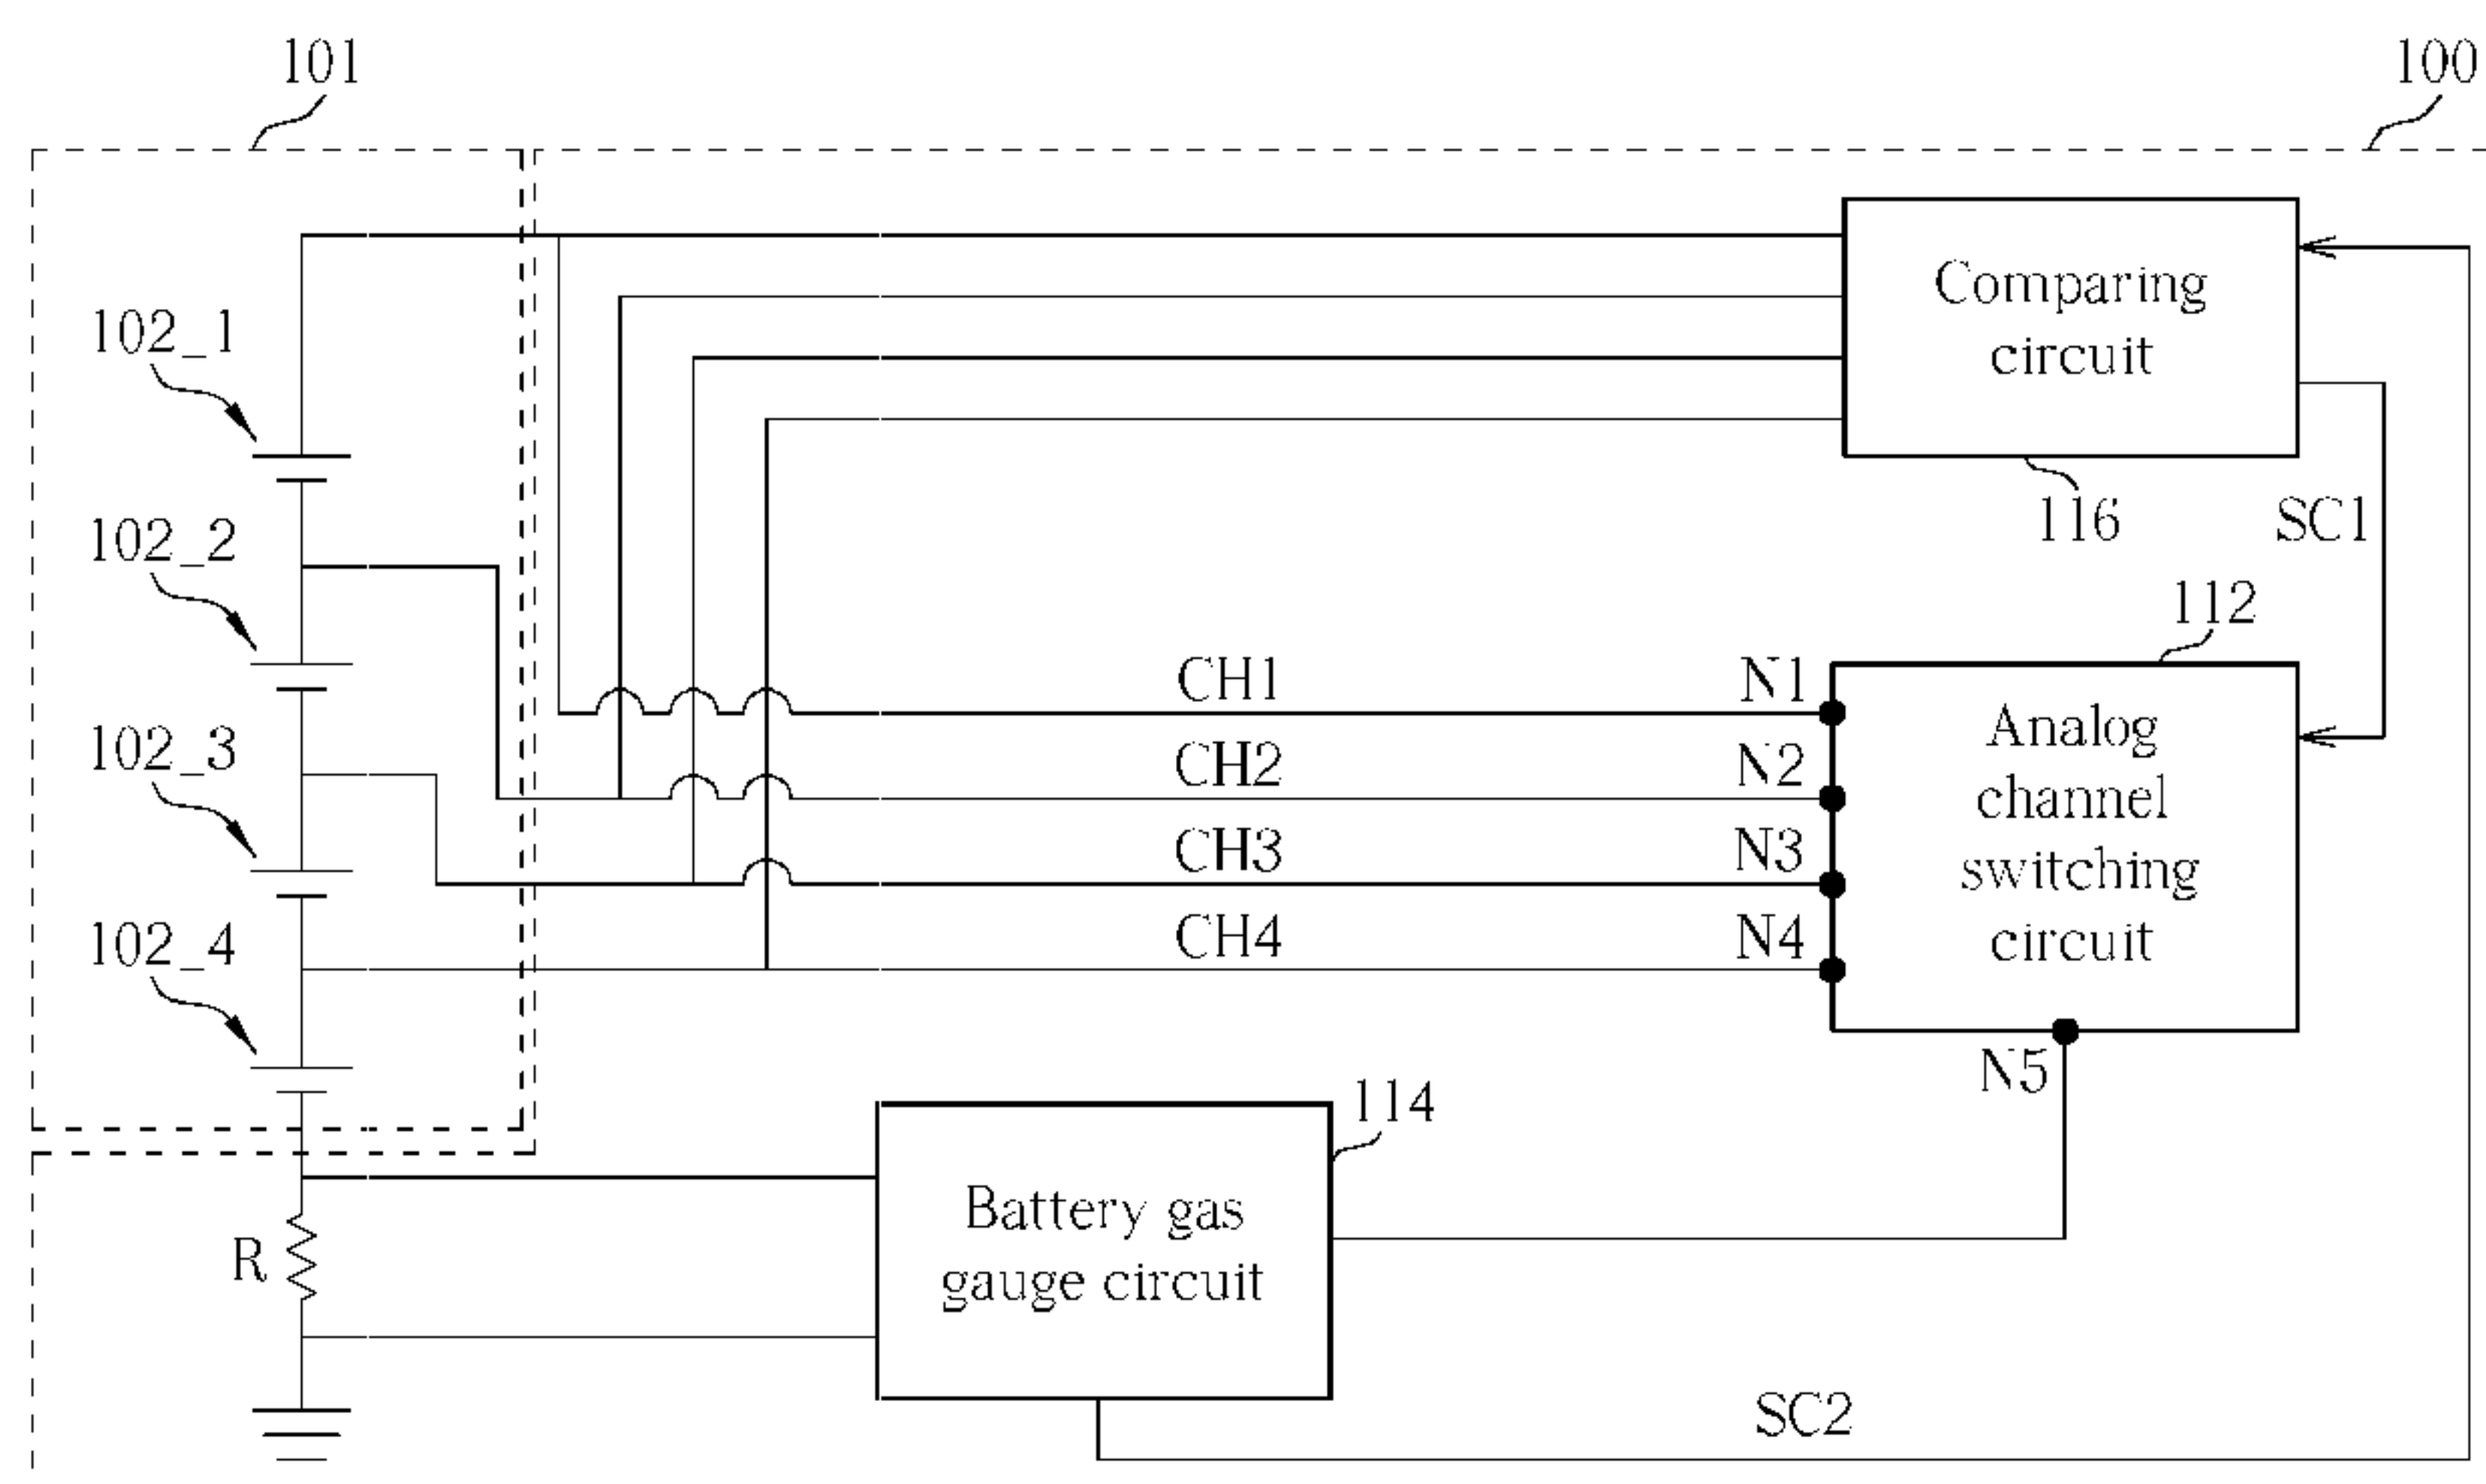 101
100
102_1
Comparing
circuit
116
SC1
102_2
112
CH1
N1
Analog
channel
switching
circuit
102_3
CH2
N2
CH3
N3
102_4
CH4
N4
N5
114
Battery gas
gauge circuit
R
SC2